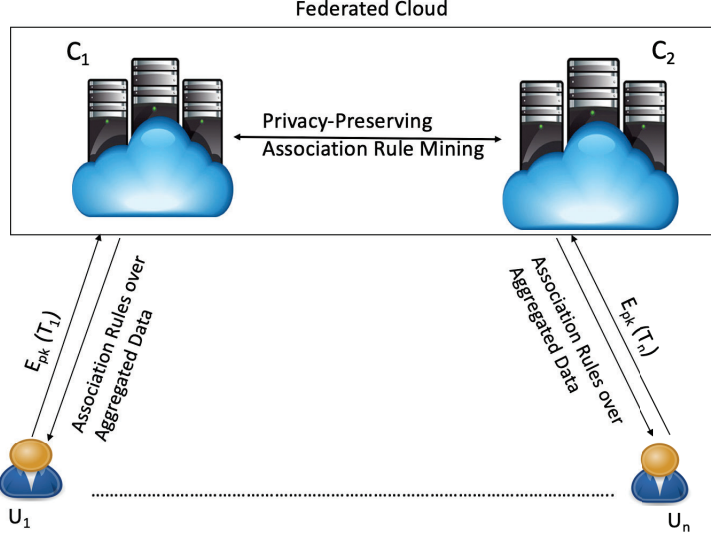 Federated Cloud
C₁
C₂
Privacy-Preserving
Association Rule Mining
Eₚₖ (T₁)
Association Rules over
Aggregated Data
Association Rules over
Aggregated Data
Eₚₖ (Tₙ)
U₁
Uₙ